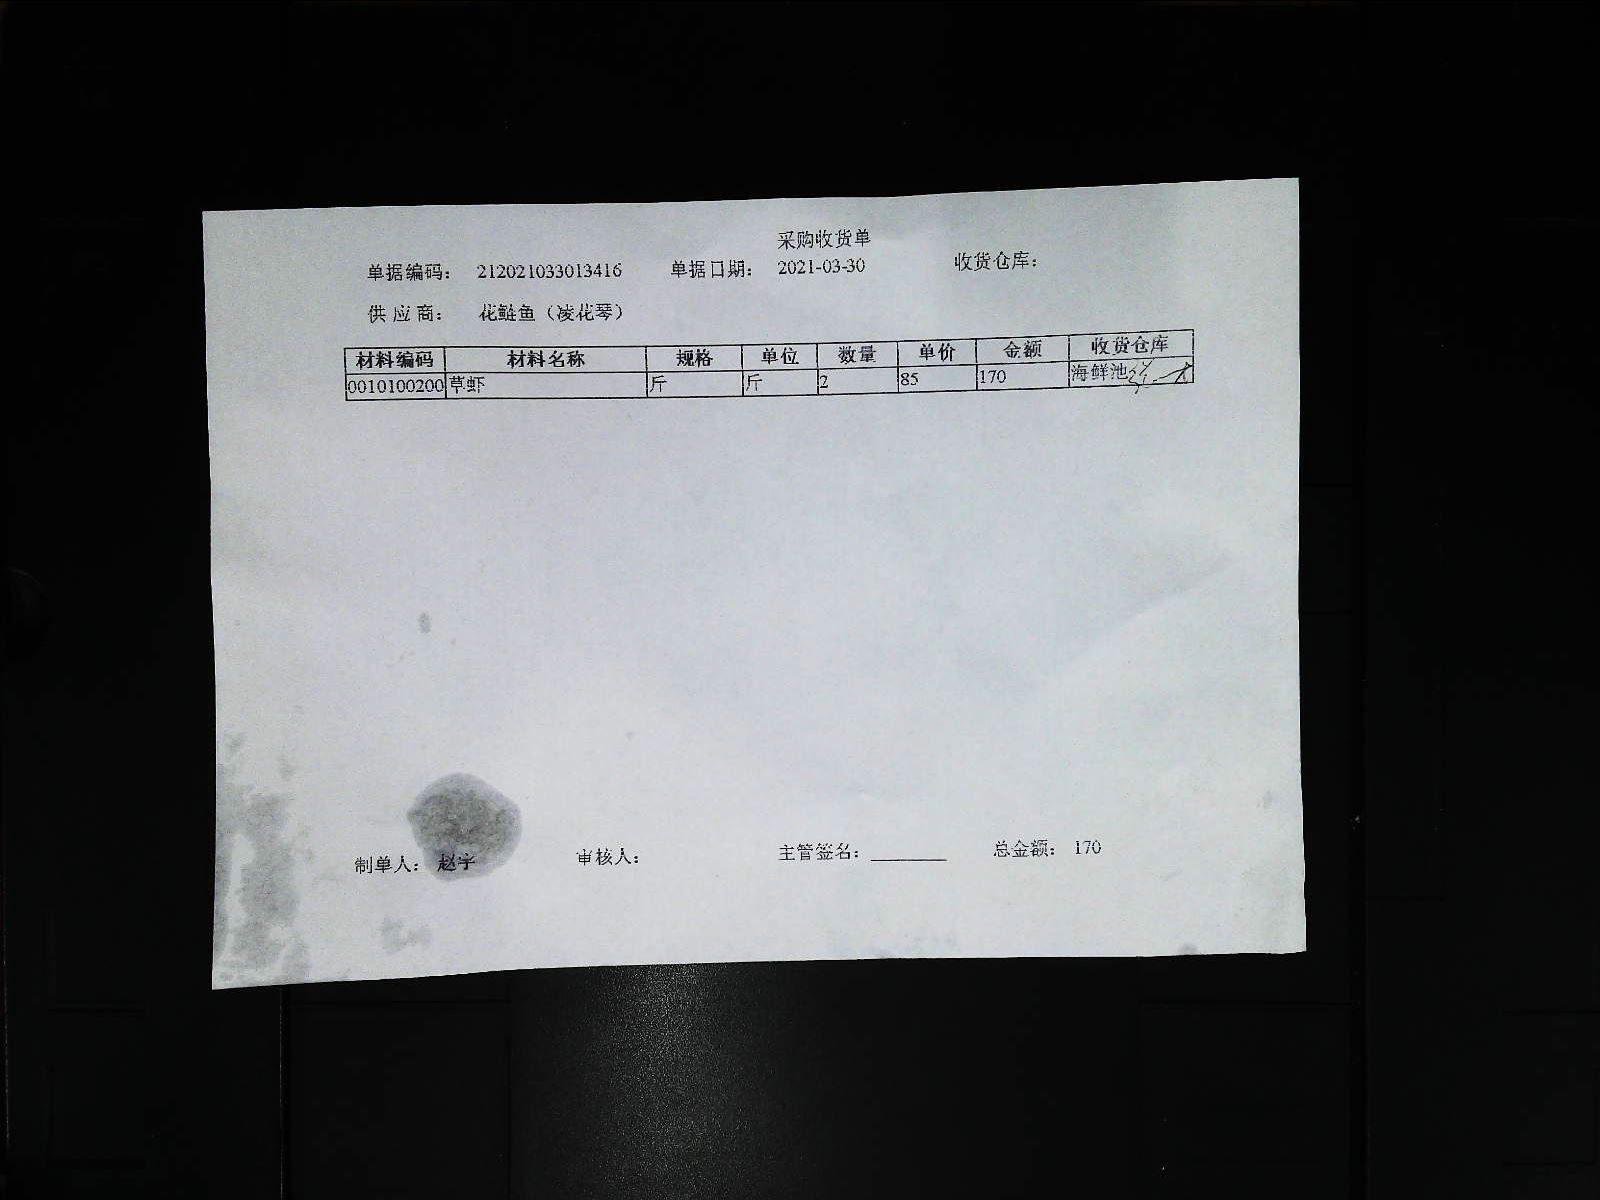 采购收货单
单据编码： 212021033013416 单据日期： 2021-03-30 收货仓库：
供 应 商： 花鲢鱼（凌花琴）
材料编码 材料名称 规格 单位 数量 单价 金额 收货仓库
0010100200 草虾 斤 斤 2 85 170 海鲜池
制单人： 赵宇 审核人： 主管签名： 总金额： 170